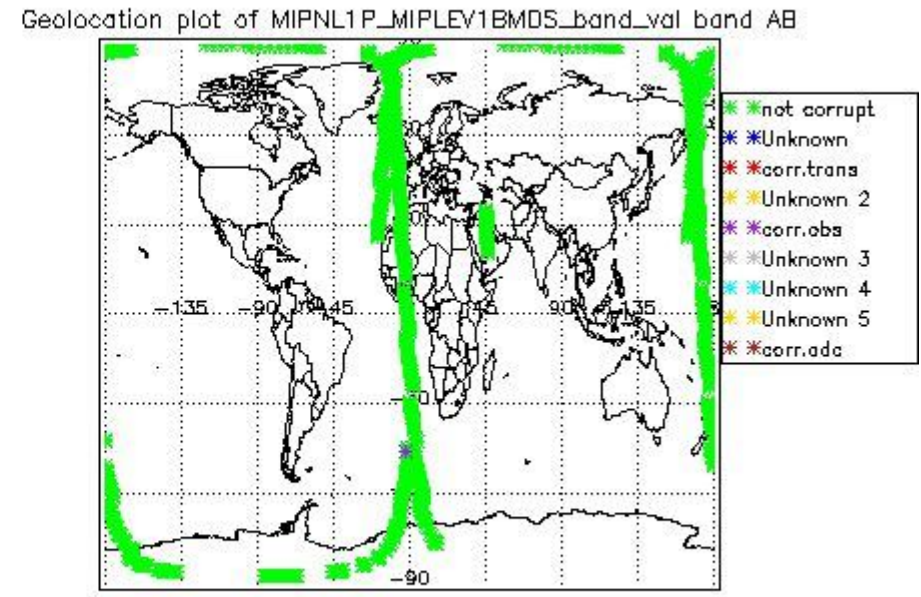 Geolocation plot of MIPNL1P_MIPLEV1BMDS_band_val band AB
not corrupt
Unknown
corr.trans
Unknown 2
corr.obs
Unknown 3
Unknown 4
Unknown 5
corr.adc
-135 -90 -45 45 90 135
-90